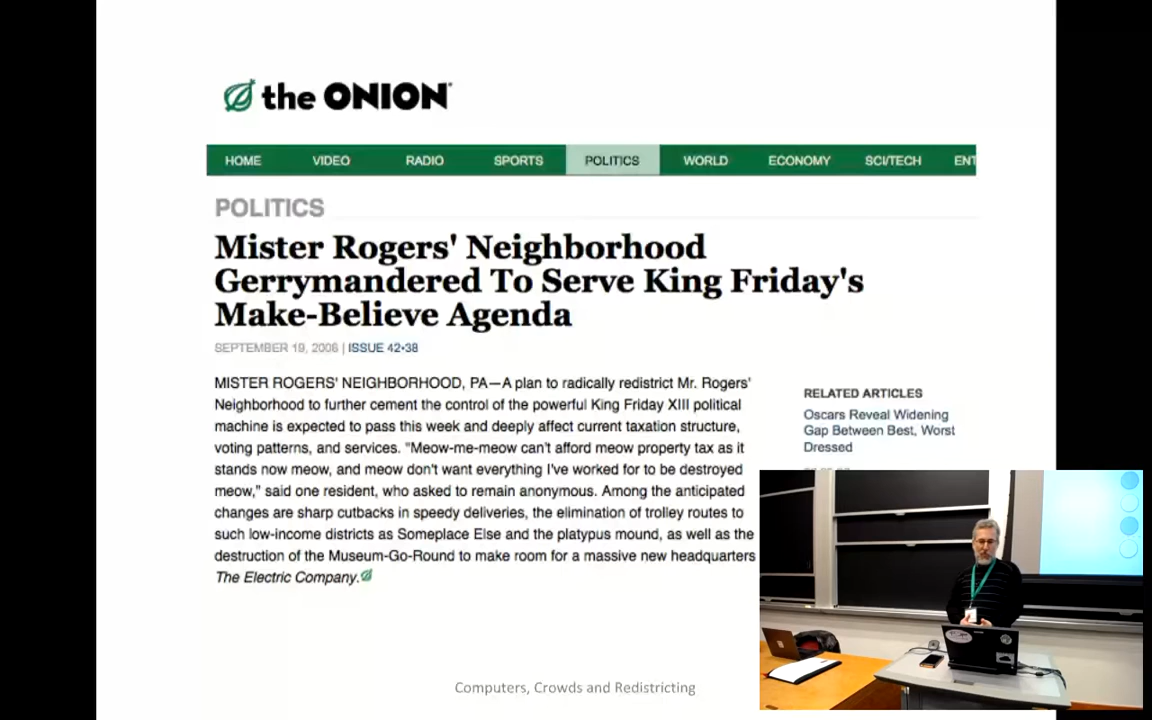 the ONION
HOME VIDEO RADIO SPORTS POLITICS WORLD ECONOMY SCI/TECH ENT
POLITICS
Mister Rogers' Neighborhood
Gerrymandered To Serve King Friday's
Make-Believe Agenda
SEPTEMBER 19, 2006 | ISSUE 42•38
MISTER ROGERS' NEIGHBORHOOD, PA—A plan to radically redistrict Mr. Rogers'
Neighborhood to further cement the control of the powerful King Friday XIII political
machine is expected to pass this week and deeply affect current taxation structure,
voting patterns, and services. "Meow-me-meow can't afford meow property tax as it
stands now meow, and meow don't want everything I've worked for to be destroyed
meow," said one resident, who asked to remain anonymous. Among the anticipated
changes are sharp cutbacks in speedy deliveries, the elimination of trolley routes to
such low-income districts as Someplace Else and the platypus mound, as well as the
destruction of the Museum-Go-Round to make room for a massive new headquarters
The Electric Company.
RELATED ARTICLES
Oscars Reveal Widening
Gap Between Best, Worst
Dressed
Computers, Crowds and Redistricting